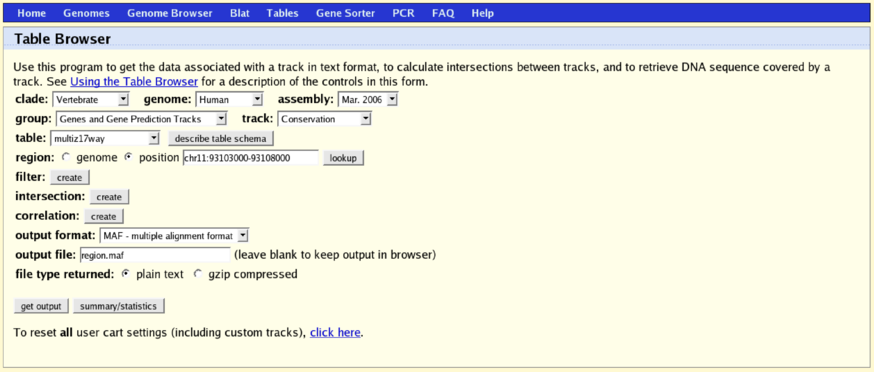 Home Genomes Genome Browser Blat Tables Gene Sorter PCR FAQ Help
Table Browser
Use this program to get the data associated with a track in text format, to calculate intersections between tracks, and to retrieve DNA sequence covered by a
track. See Using the Table Browser for a description of the controls in this form.
clade: Vertebrate genome: Human assembly: Mar. 2006
group: Genes and Gene Prediction Tracks track: Conservation
table: multiz17way describe table schema
region: genome position chr11:93103000-93108000 lookup
filter: create
intersection: create
correlation: create
output format: MAF - multiple alignment format
output file: region.maf (leave blank to keep output in browser)
file type returned: plain text gzip compressed
get output summary/statistics
To reset all user cart settings (including custom tracks), click here.